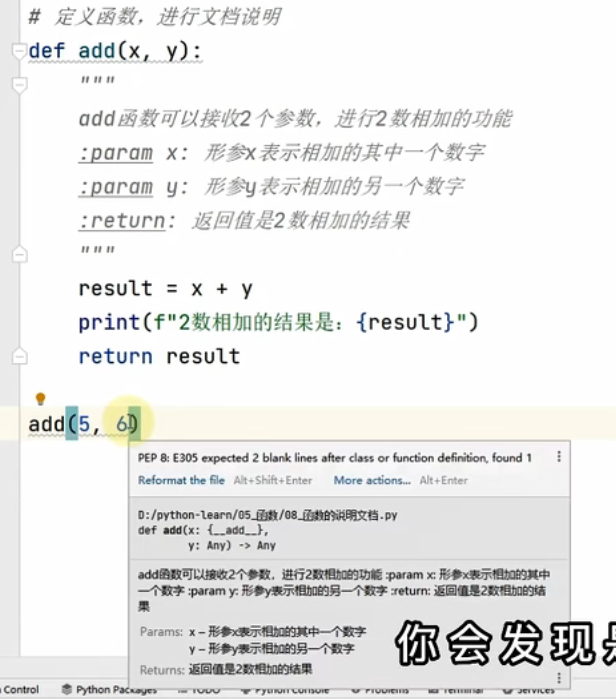 # 定义函数，进行文档说明
def add(x, y):
"""
add函数可以接收2个参数，进行2数相加的功能
:param x: 形参x表示相加的其中一个数字
:param y: 形参y表示相加的另一个数字
:return: 返回值是2数相加的结果
"""
result = x + y
print(f"2数相加的结果是：{result}")
return result
add(5, 6)
PEP 8: E305 expected 2 blank lines after class or function definition, found 1
Reformat the file Alt+Shift+Enter More actions... Alt+Enter
D:/python-learn/05_函数/08_函数的说明文档.py
def add(x: {__add__},
y: Any) -> Any
add函数可以接收2个参数，进行2数相加的功能 :param x: 形参x表示相加的其中
一个数字 :param y: 形参y表示相加的另一个数字 :return: 返回值是2数相加的结
果
Params: x – 形参x表示相加的其中一个数字
y – 形参y表示相加的另一个数字
Returns: 返回值是2数相加的结果
你会发现是
Control Python Packages TODO Python Console Problems Terminal Services